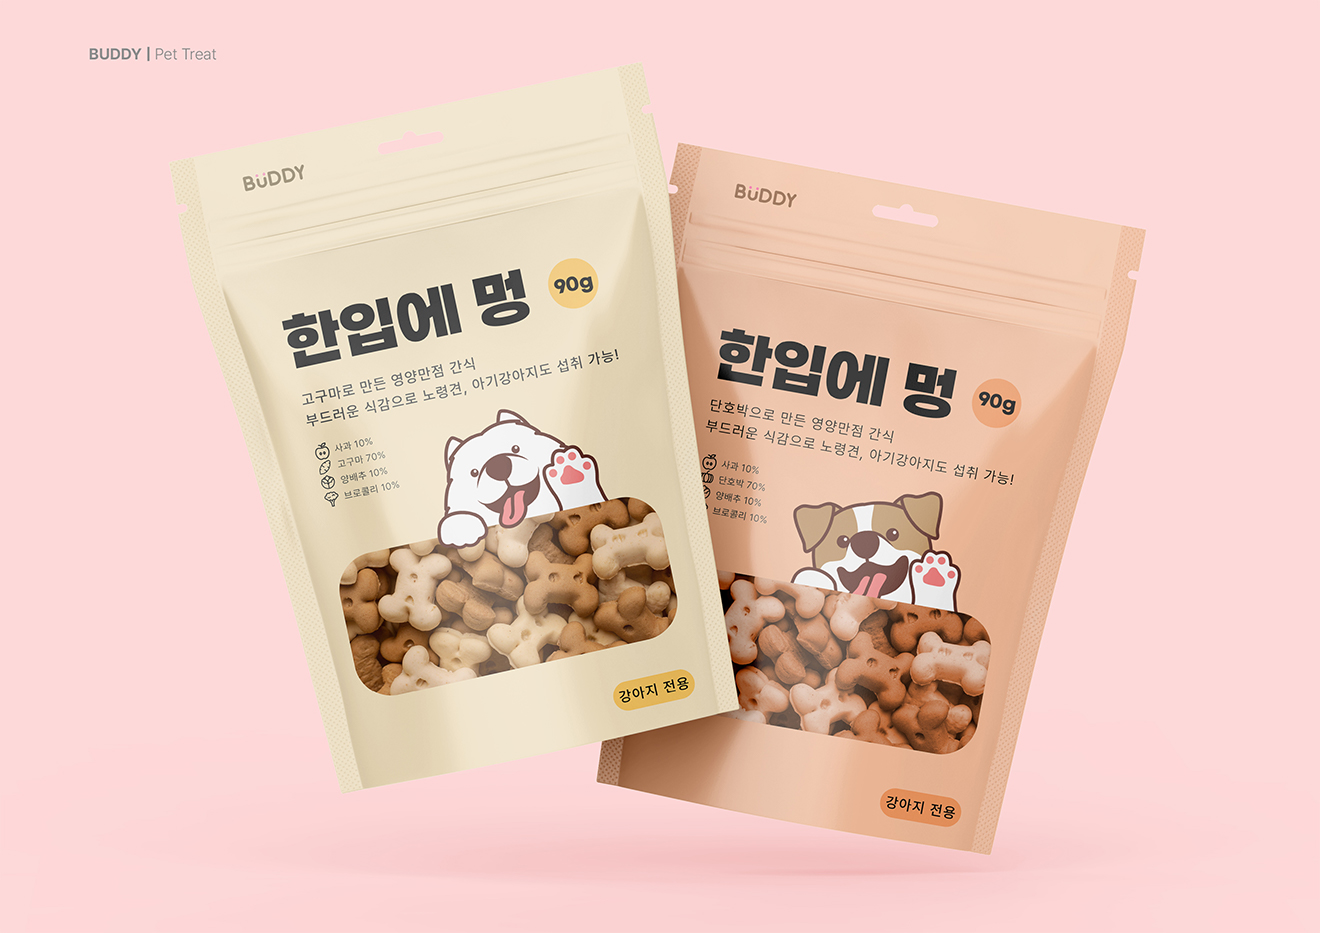 BUDDY | Pet Treat
BÜDDY
한입에 멍 90g
고구마로 만든 영양만점 간식
부드러운 식감으로 노령견, 아기강아지도 섭취 가능!
사과 10%
고구마 70%
양배추 10%
브로콜리 10%
강아지 전용
BÜDDY
한입에 멍 90g
단호박으로 만든 영양만점 간식
부드러운 식감으로 노령견, 아기강아지도 섭취 가능!
사과 10%
단호박 70%
양배추 10%
브로콜리 10%
강아지 전용